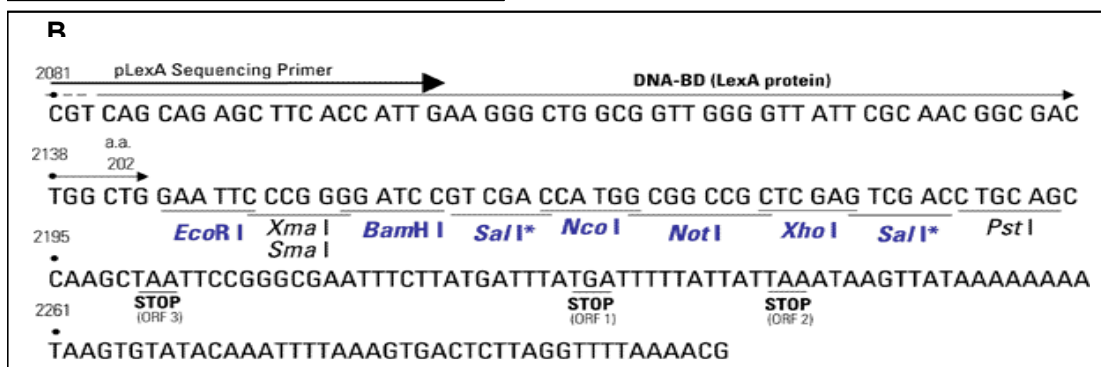 B
2081 pLexA Sequencing Primer DNA-BD (LexA protein)
CGT CAG CAG AGC TTC ACC ATT GAA GGG CTG GCG GTT GGG GTT ATT CGC AAC GGC GAC
2138 a.a. 202
TGG CTG GAA TTC CCG GGG ATC CGT CGA CCA TGG CGG CCG CTC GAG TCG ACC TGC AGC
EcoR I Xma I BamH I Sal I* Nco I Not I Xho I Sal I* Pst I
Sma I
2195
CAAGCTAATTCCGGGCGAATTTCTTATGATTTATGATTTTTATTATTAAATAAGTTATAAAAAAAA
STOP STOP STOP
(ORF 3) (ORF 1) (ORF 2)
2261
TAAGTGTATACAAATTTTAAAGTGACTCTTAGGTTTTAAAACG